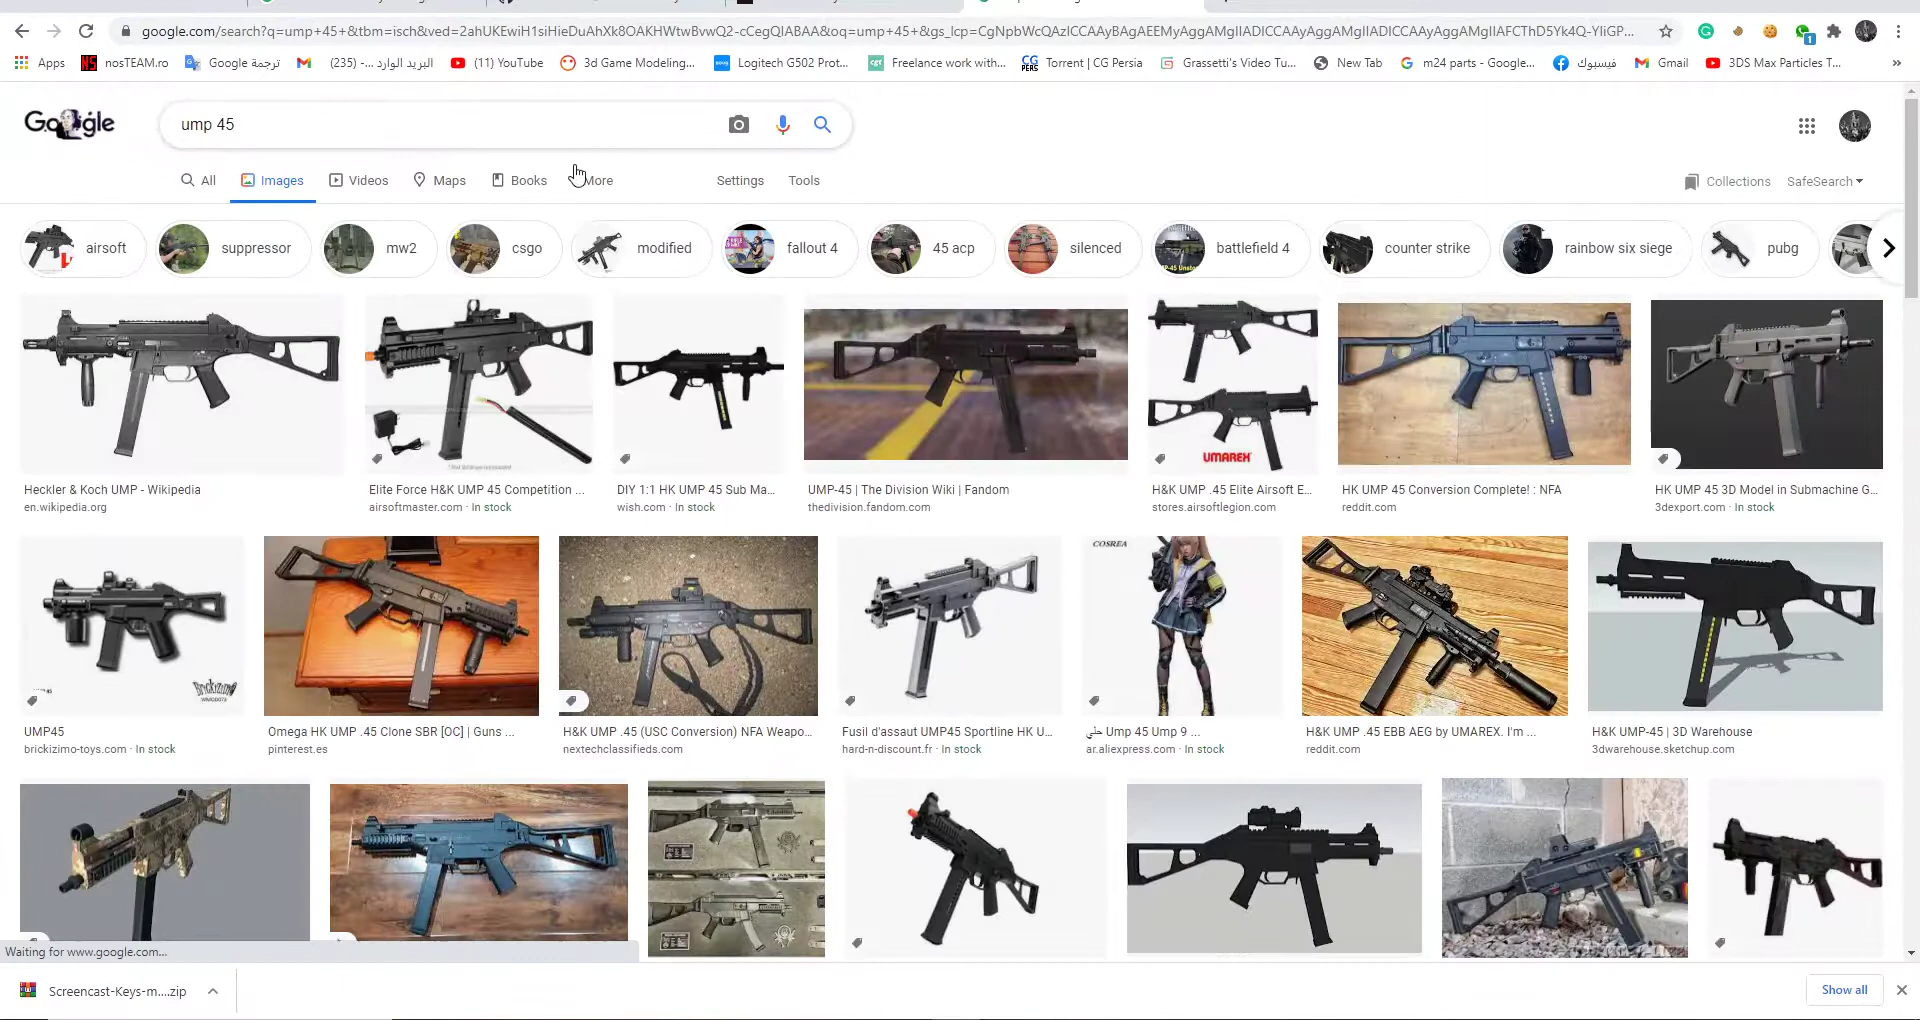 google.com/search?q=ump+45+&tbm=isch&ved=2ahUKEwiH1siHieDuAhXk8OAKHWtwBvwQ2-cCegQIABAA&oq=ump+45+&gs_lcp=CgNpbWcQAzICCAAyBAgAEEMyAggAMgIIADICCAAyAggAMgIIADICCAAyAggAMgIIAFCThD5Yk4Q-YIiGP...
1
Apps
nosTEAM.ro
ترجمة Google
البريد الوارد -... (235)
(11) YouTube
3d Game Modeling...
Logitech G502 Prot...
Freelance work with...
Torrent | CG Persia
Grassetti's Video Tu...
New Tab
m24 parts - Google...
فيسبوك
Gmail
3DS Max Particles T...
»
Google
ump 45
All
Images
Videos
Maps
Books
More
Settings
Tools
Collections
SafeSearch
airsoft
suppressor
mw2
csgo
modified
fallout 4
45 acp
silenced
battlefield 4
counter strike
rainbow six siege
pubg
UMAREX
Heckler & Koch UMP - Wikipedia
en.wikipedia.org
Elite Force H&K UMP 45 Competition ...
airsoftmaster.com · In stock
DIY 1:1 HK UMP 45 Sub Ma...
wish.com · In stock
UMP-45 | The Division Wiki | Fandom
thedivision.fandom.com
H&K UMP .45 Elite Airsoft E...
stores.airsoftlegion.com
HK UMP 45 Conversion Complete! : NFA
reddit.com
HK UMP 45 3D Model in Submachine G...
3dexport.com · In stock
COSREA
UMP45
brickizimo-toys.com · In stock
Omega HK UMP .45 Clone SBR [OC] | Guns ...
pinterest.es
H&K UMP .45 (USC Conversion) NFA Weapo...
nextechclassifieds.com
Fusil d'assaut UMP45 Sportline HK U...
hard-n-discount.fr · In stock
حلي Ump 45 Ump 9 ...
ar.aliexpress.com · In stock
H&K UMP .45 EBB AEG by UMAREX. I'm ...
reddit.com
H&K UMP-45 | 3D Warehouse
3dwarehouse.sketchup.com
Waiting for www.google.com...
Screencast-Keys-m....zip
Show all